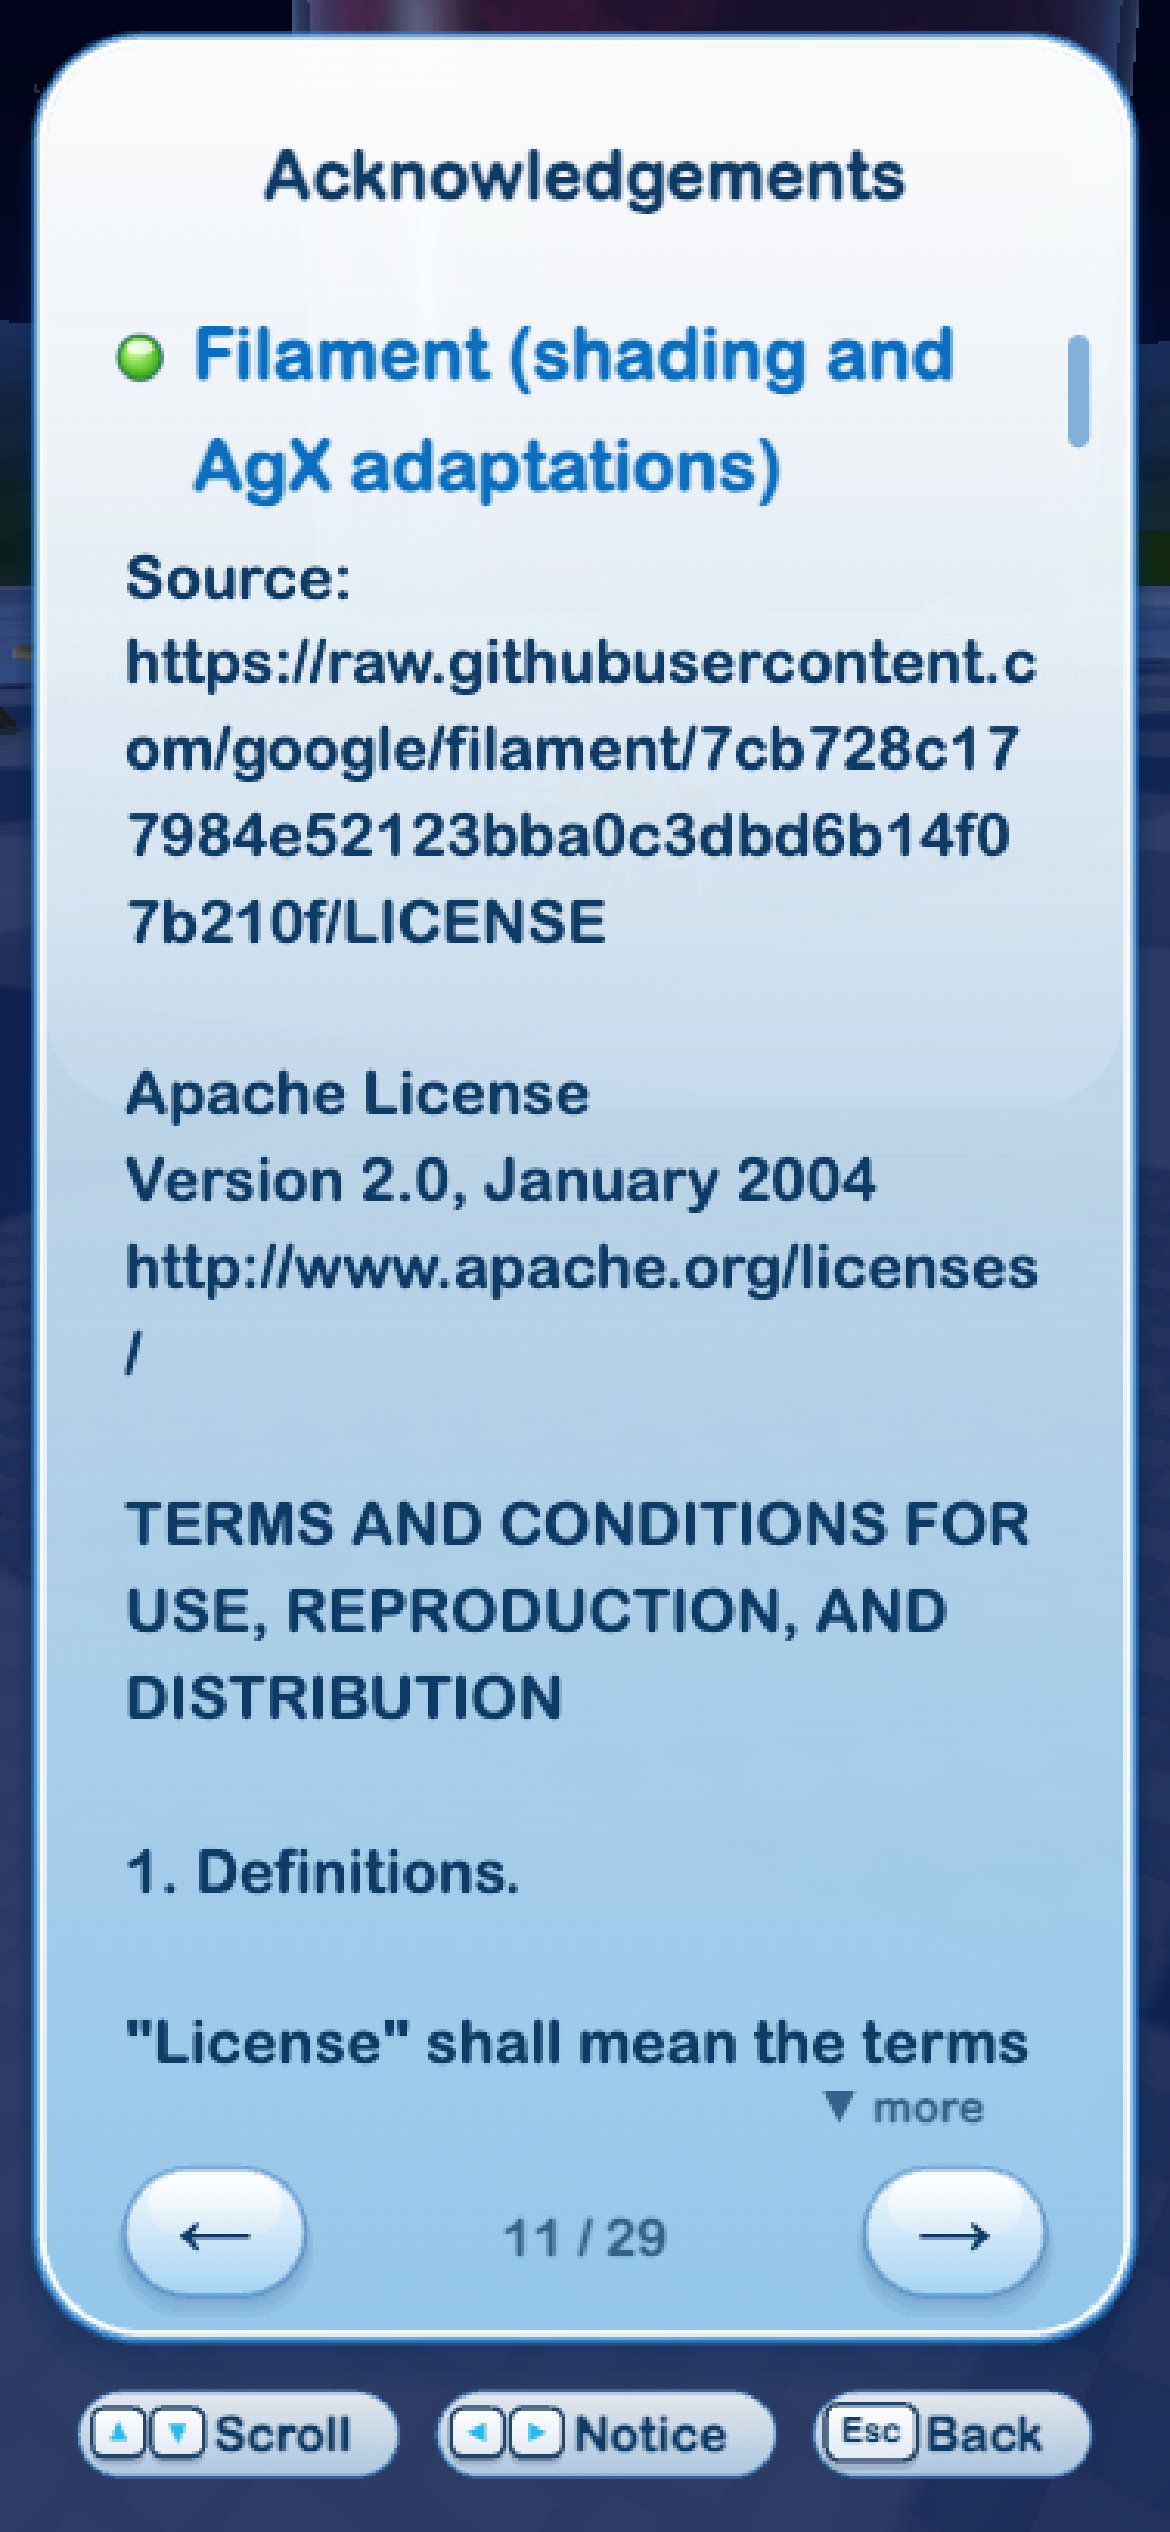 Acknowledgements
Filament (shading and
AgX adaptations)
Source:
https://raw.githubusercontent.c
om/google/filament/7cb728c17
7984e52123bba0c3dbd6b14f0
7b210f/LICENSE
Apache License
Version 2.0, January 2004
http://www.apache.org/licenses
/
TERMS AND CONDITIONS FOR
USE, REPRODUCTION, AND
DISTRIBUTION
1. Definitions.
"License" shall mean the terms
▼ more
← 11 / 29 →
▲ ▼ Scroll ◀ ▶ Notice Esc Back